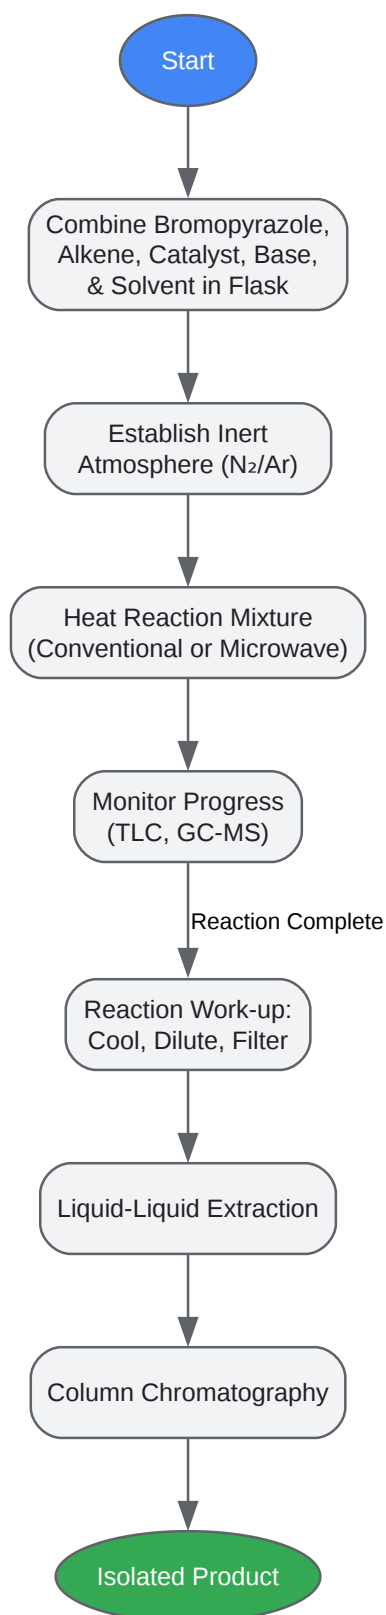 Start
Combine Bromopyrazole,
Alkene, Catalyst, Base,
& Solvent in Flask
Establish Inert
Atmosphere (N₂/Ar)
Heat Reaction Mixture
(Conventional or Microwave)
Monitor Progress
(TLC, GC-MS)
Reaction Complete
Reaction Work-up:
Cool, Dilute, Filter
Liquid-Liquid Extraction
Column Chromatography
Isolated Product